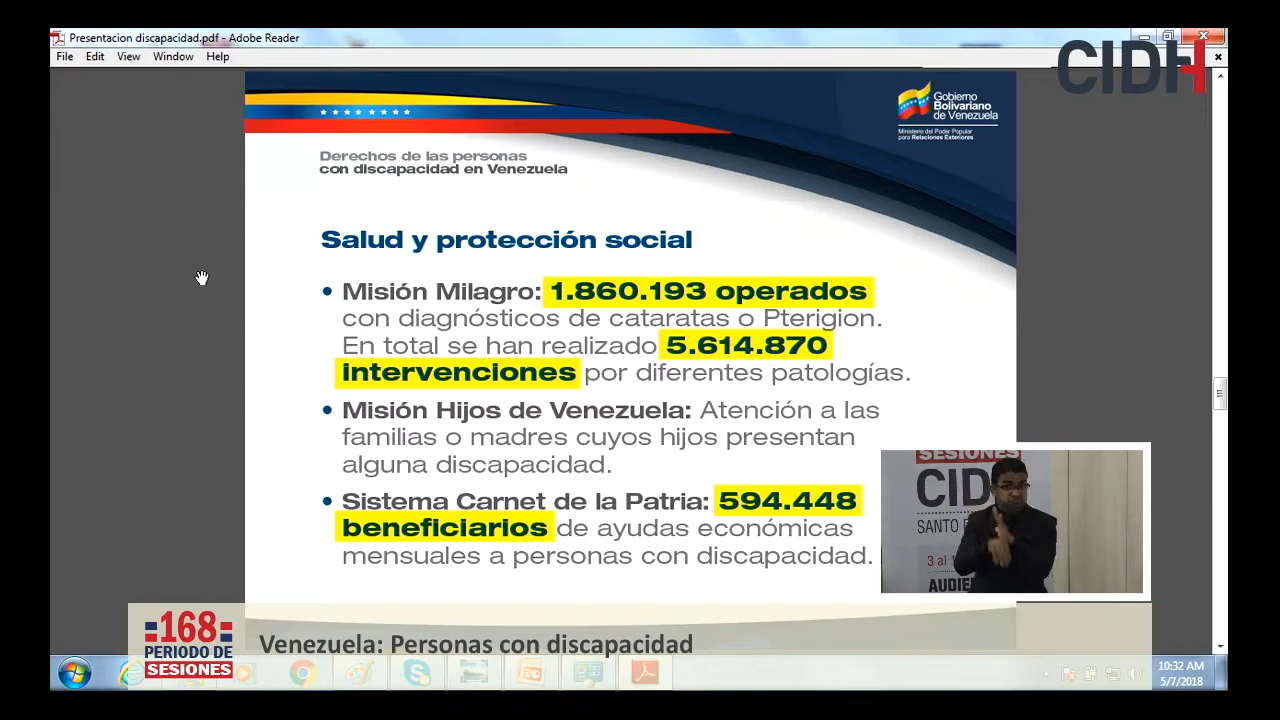 Presentacion discapacidad.pdf - Adobe Reader
File Edit View Window Help
CIDH
Gobierno
Bolivariano
de Venezuela
Ministerio del Poder Popular
para Relaciones Exteriores
Derechos de las personas
con discapacidad en Venezuela
Salud y protección social
• Misión Milagro: 1.860.193 operados
con diagnósticos de cataratas o Pterigion.
En total se han realizado 5.614.870
intervenciones por diferentes patologías.
• Misión Hijos de Venezuela: Atención a las
familias o madres cuyos hijos presentan
alguna discapacidad.
• Sistema Carnet de la Patria: 594.448
beneficiarios de ayudas económicas
mensuales a personas con discapacidad.
SESIONES
CID
SANTO
3 al
AUDIE
168
PERIODO DE
SESIONES
Venezuela: Personas con discapacidad
10:32 AM
5/7/2018